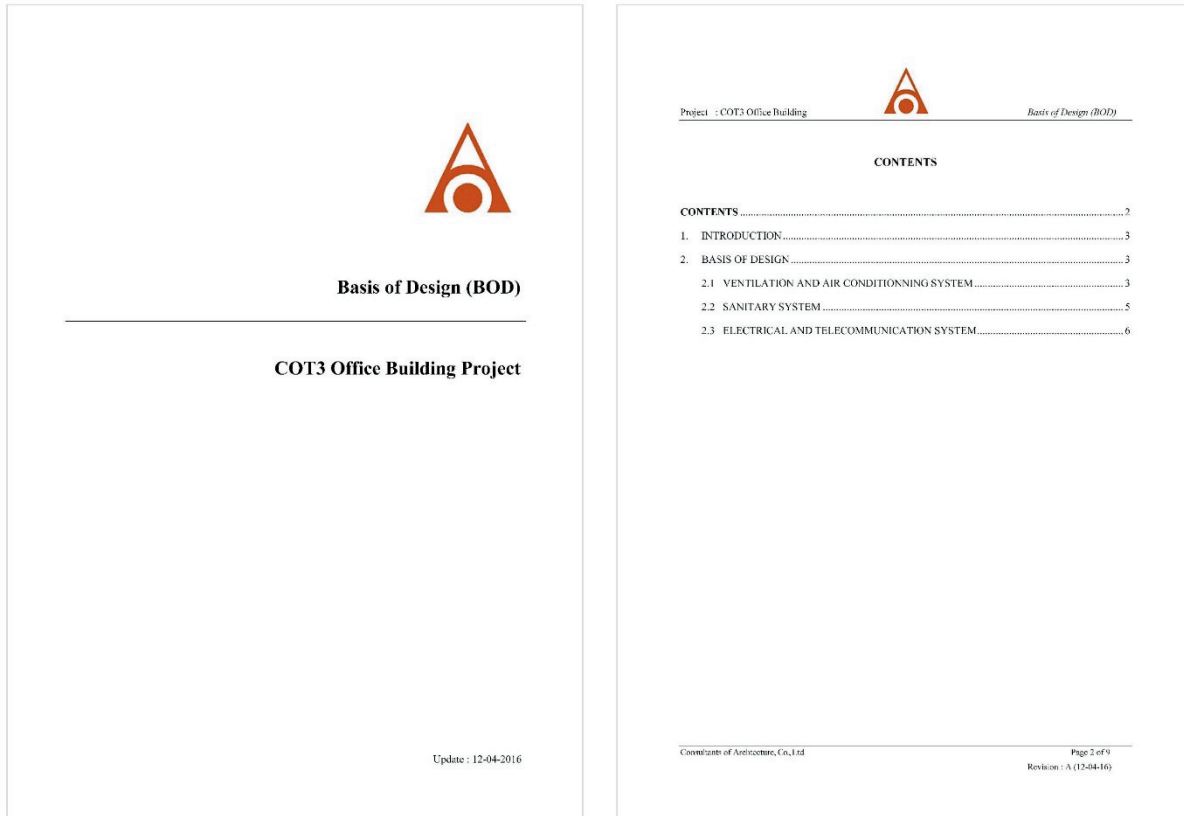 Basis of Design (BOD)
COT3 Office Building Project
Update : 12-04-2016
Project : COT3 Office Building Basis of Design (BOD)
CONTENTS
CONTENTS 2
1. INTRODUCTION 3
2. BASIS OF DESIGN 3
2.1 VENTILATION AND AIR CONDITIONNING SYSTEM 3
2.2 SANITARY SYSTEM 5
2.3 ELECTRICAL AND TELECOMMUNICATION SYSTEM 6
Consultants of Architecture, Co.,Ltd Page 2 of 9
Revision : A (12-04-16)